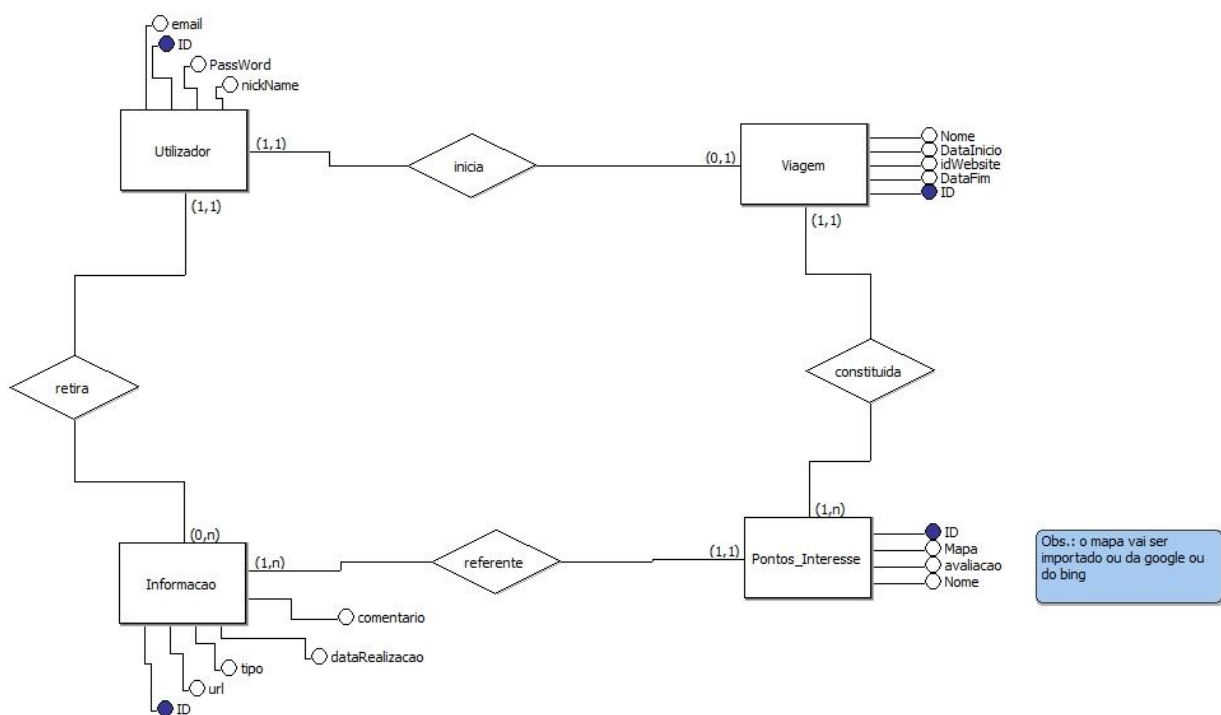 email
ID
PassWord
nickName
Utilizador
(1,1)
inicia
(0,1)
Viagem
Nome
DataInicio
idWebsite
DataFim
ID
(1,1)
(1,1)
retira
constituida
(0,n)
(1,n)
Informacao
(1,n)
referente
(1,1)
Pontos_Interesse
ID
Mapa
avaliacao
Nome
Obs.: o mapa vai ser
importado ou da google ou
do bing
comentario
dataRealizacao
tipo
url
ID